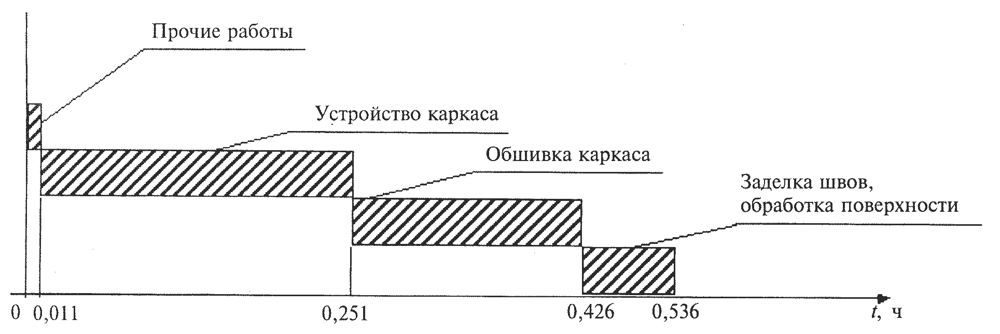 Прочие работы
Устройство каркаса
Обшивка каркаса
Заделка швов,
обработка поверхности
0 0,011 0,251 0,426 0,536 t, ч